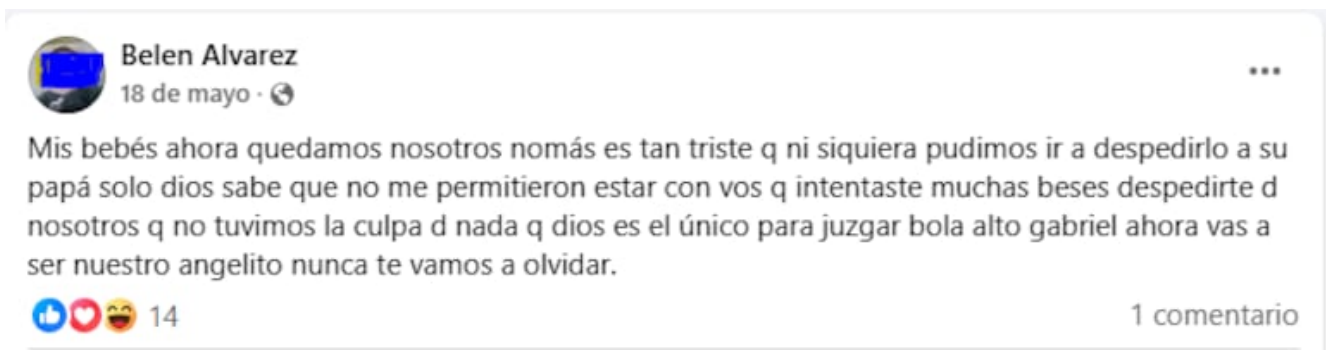 Belen Alvarez
18 de mayo ·
Mis bebés ahora quedamos nosotros nomás es tan triste q ni siquiera pudimos ir a despedirlo a su
papá solo dios sabe que no me permitieron estar con vos q intentaste muchas beses despedirte d
nosotros q no tuvimos la culpa d nada q dios es el único para juzgar bola alto gabriel ahora vas a
ser nuestro angelito nunca te vamos a olvidar.
14
1 comentario